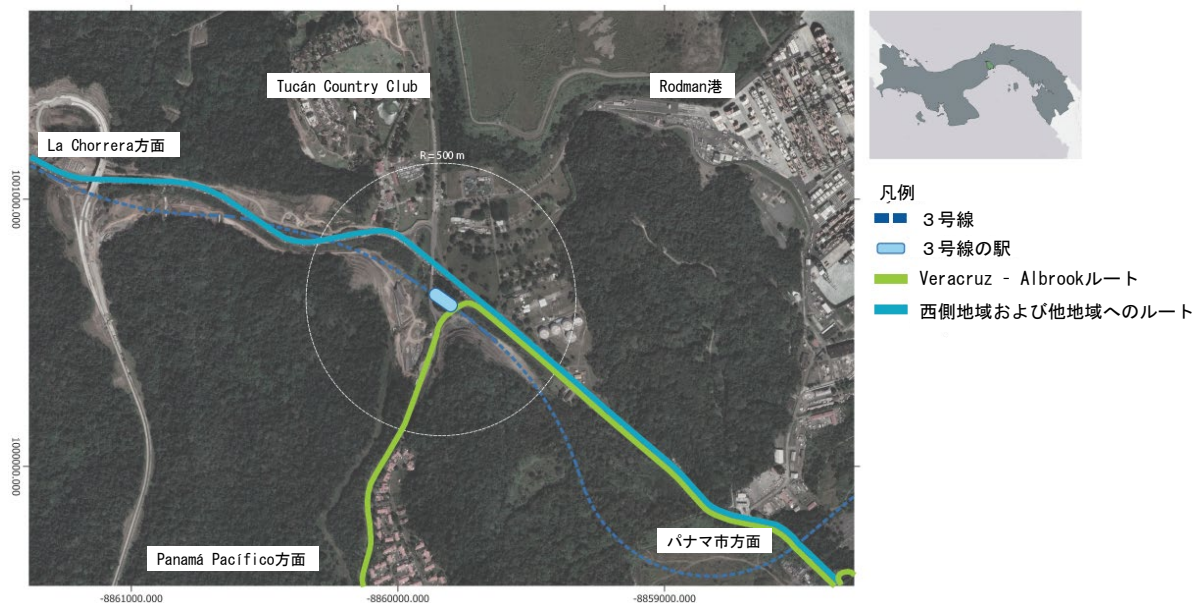 Tucán Country Club
Rodman港
La Chorrera方面
R=500 m
1001000.000
1000000.000
Panamá Pacífico方面
パナマ市方面
-8861000.000
-8860000.000
-8859000.000
凡例
3号線
3号線の駅
Veracruz - Albrookルート
西側地域および他地域へのルート